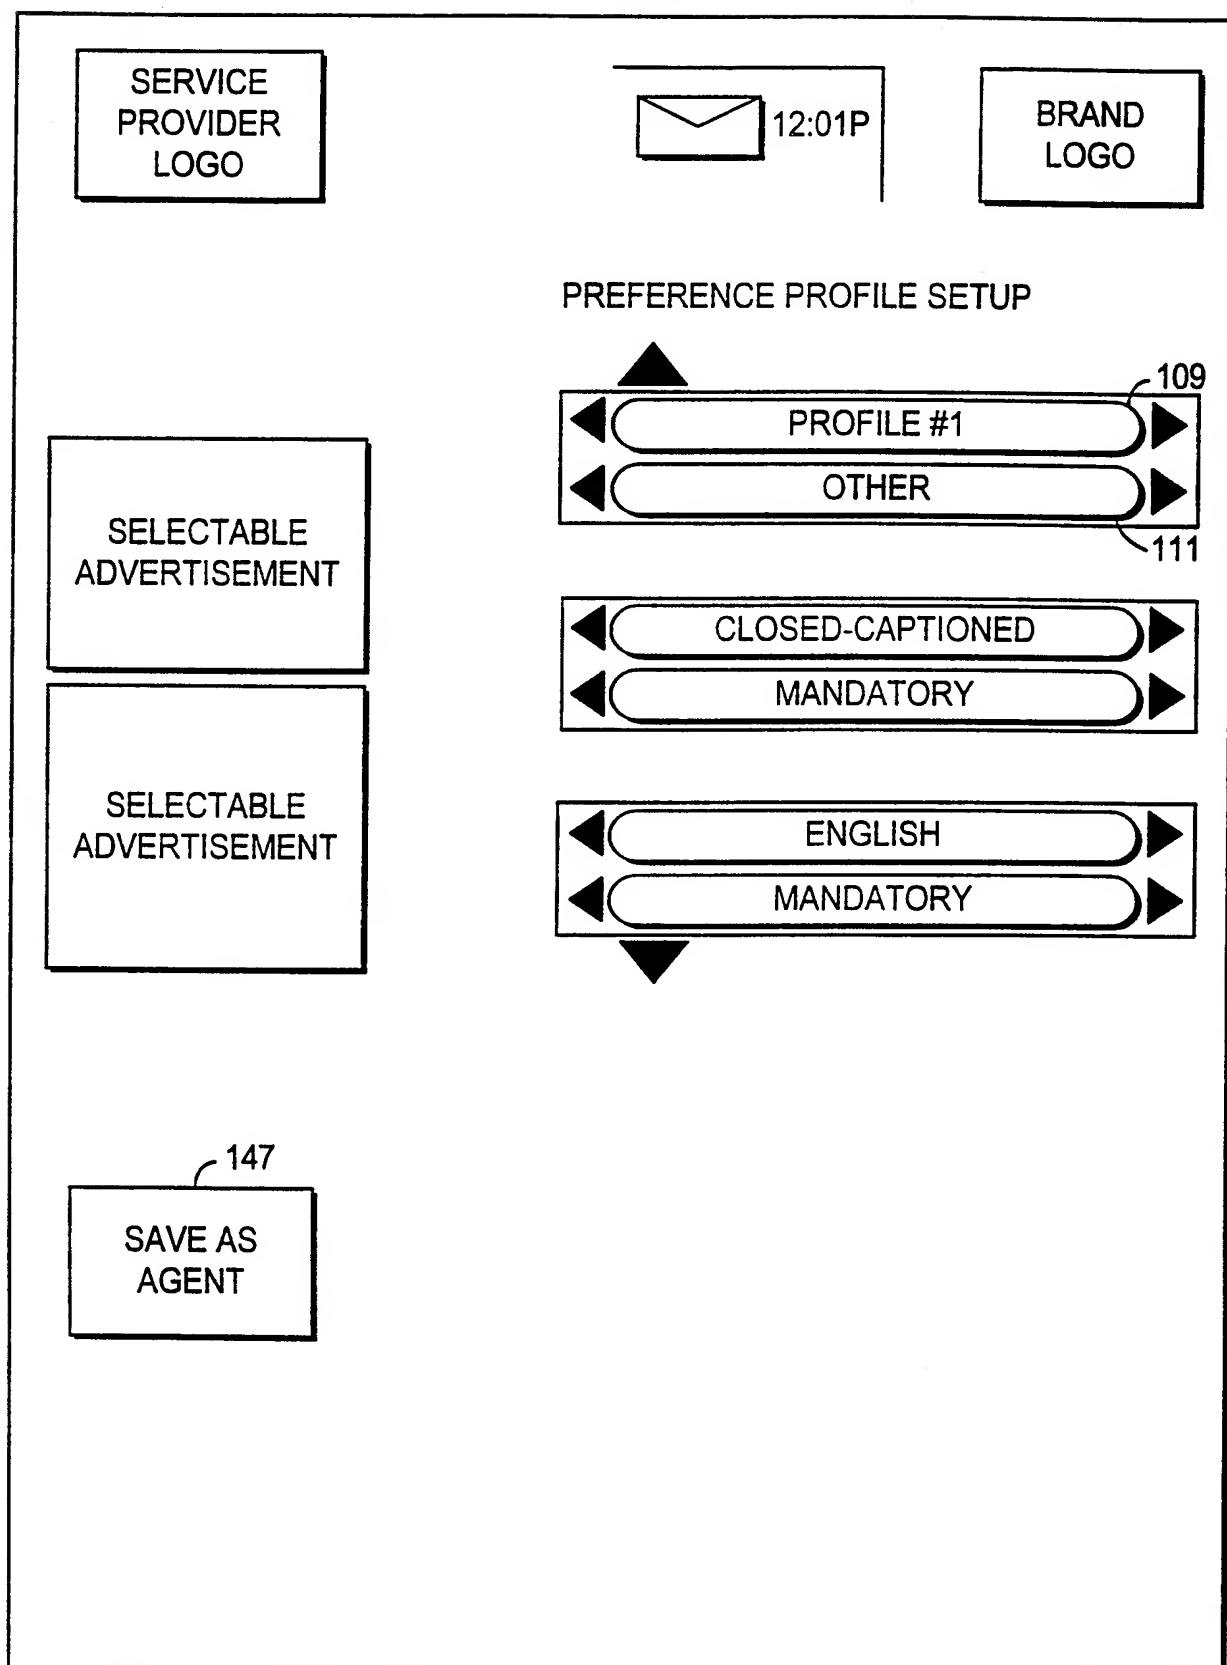 SERVICE
PROVIDER
LOGO
12:01P
BRAND
LOGO
PREFERENCE PROFILE SETUP
109
PROFILE #1
OTHER
111
SELECTABLE
ADVERTISEMENT
CLOSED-CAPTIONED
MANDATORY
SELECTABLE
ADVERTISEMENT
ENGLISH
MANDATORY
147
SAVE AS
AGENT